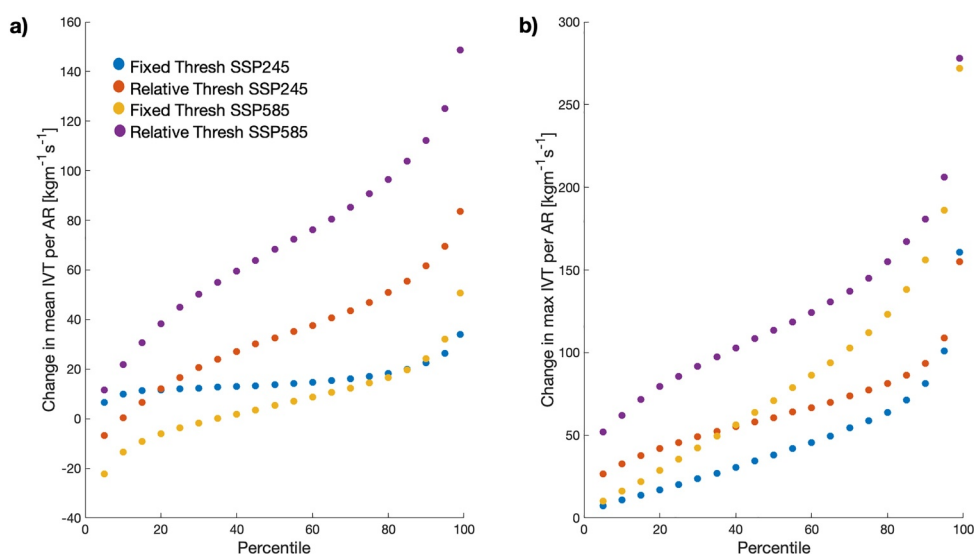 a)
160
140
120
100
80
60
40
20
0
-20
-40
Change in mean IVT per AR [kgm⁻¹s⁻¹]
Fixed Thresh SSP245
Relative Thresh SSP245
Fixed Thresh SSP585
Relative Thresh SSP585
0 20 40 60 80 100
Percentile
b)
300
250
200
150
100
50
0
Change in max IVT per AR [kgm⁻¹s⁻¹]
0 20 40 60 80 100
Percentile